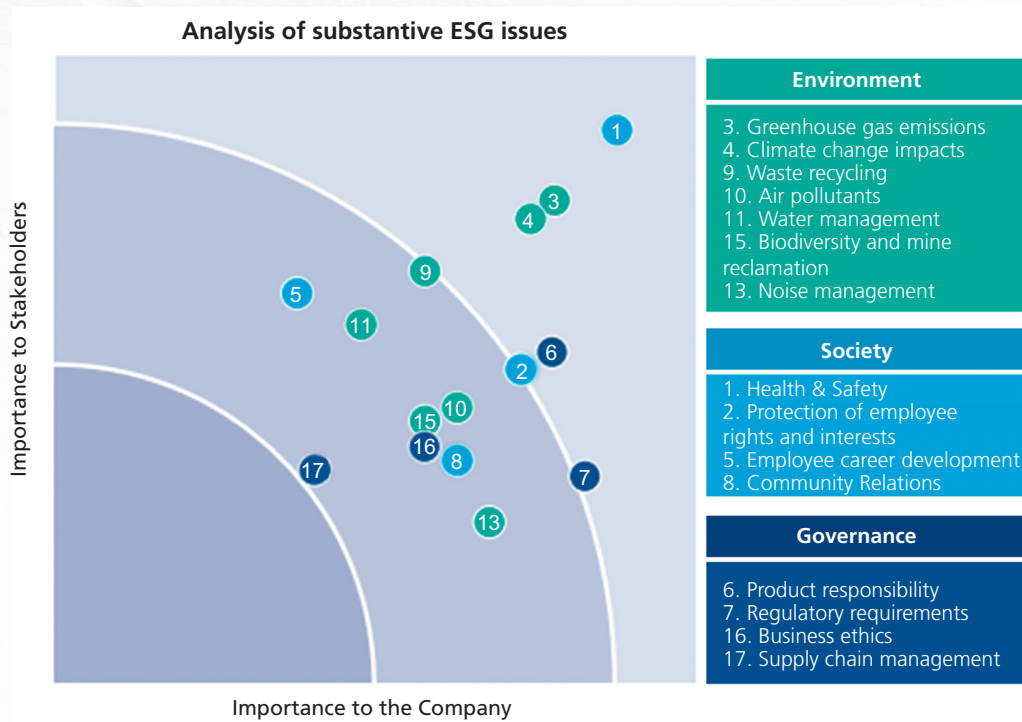 Analysis of substantive ESG issues
Importance to Stakeholders
1
3
4
9
5
11
6
2
10
15
16
8
17
7
13
Importance to the Company
Environment
3. Greenhouse gas emissions
4. Climate change impacts
9. Waste recycling
10. Air pollutants
11. Water management
15. Biodiversity and mine
reclamation
13. Noise management
Society
1. Health & Safety
2. Protection of employee
rights and interests
5. Employee career development
8. Community Relations
Governance
6. Product responsibility
7. Regulatory requirements
16. Business ethics
17. Supply chain management